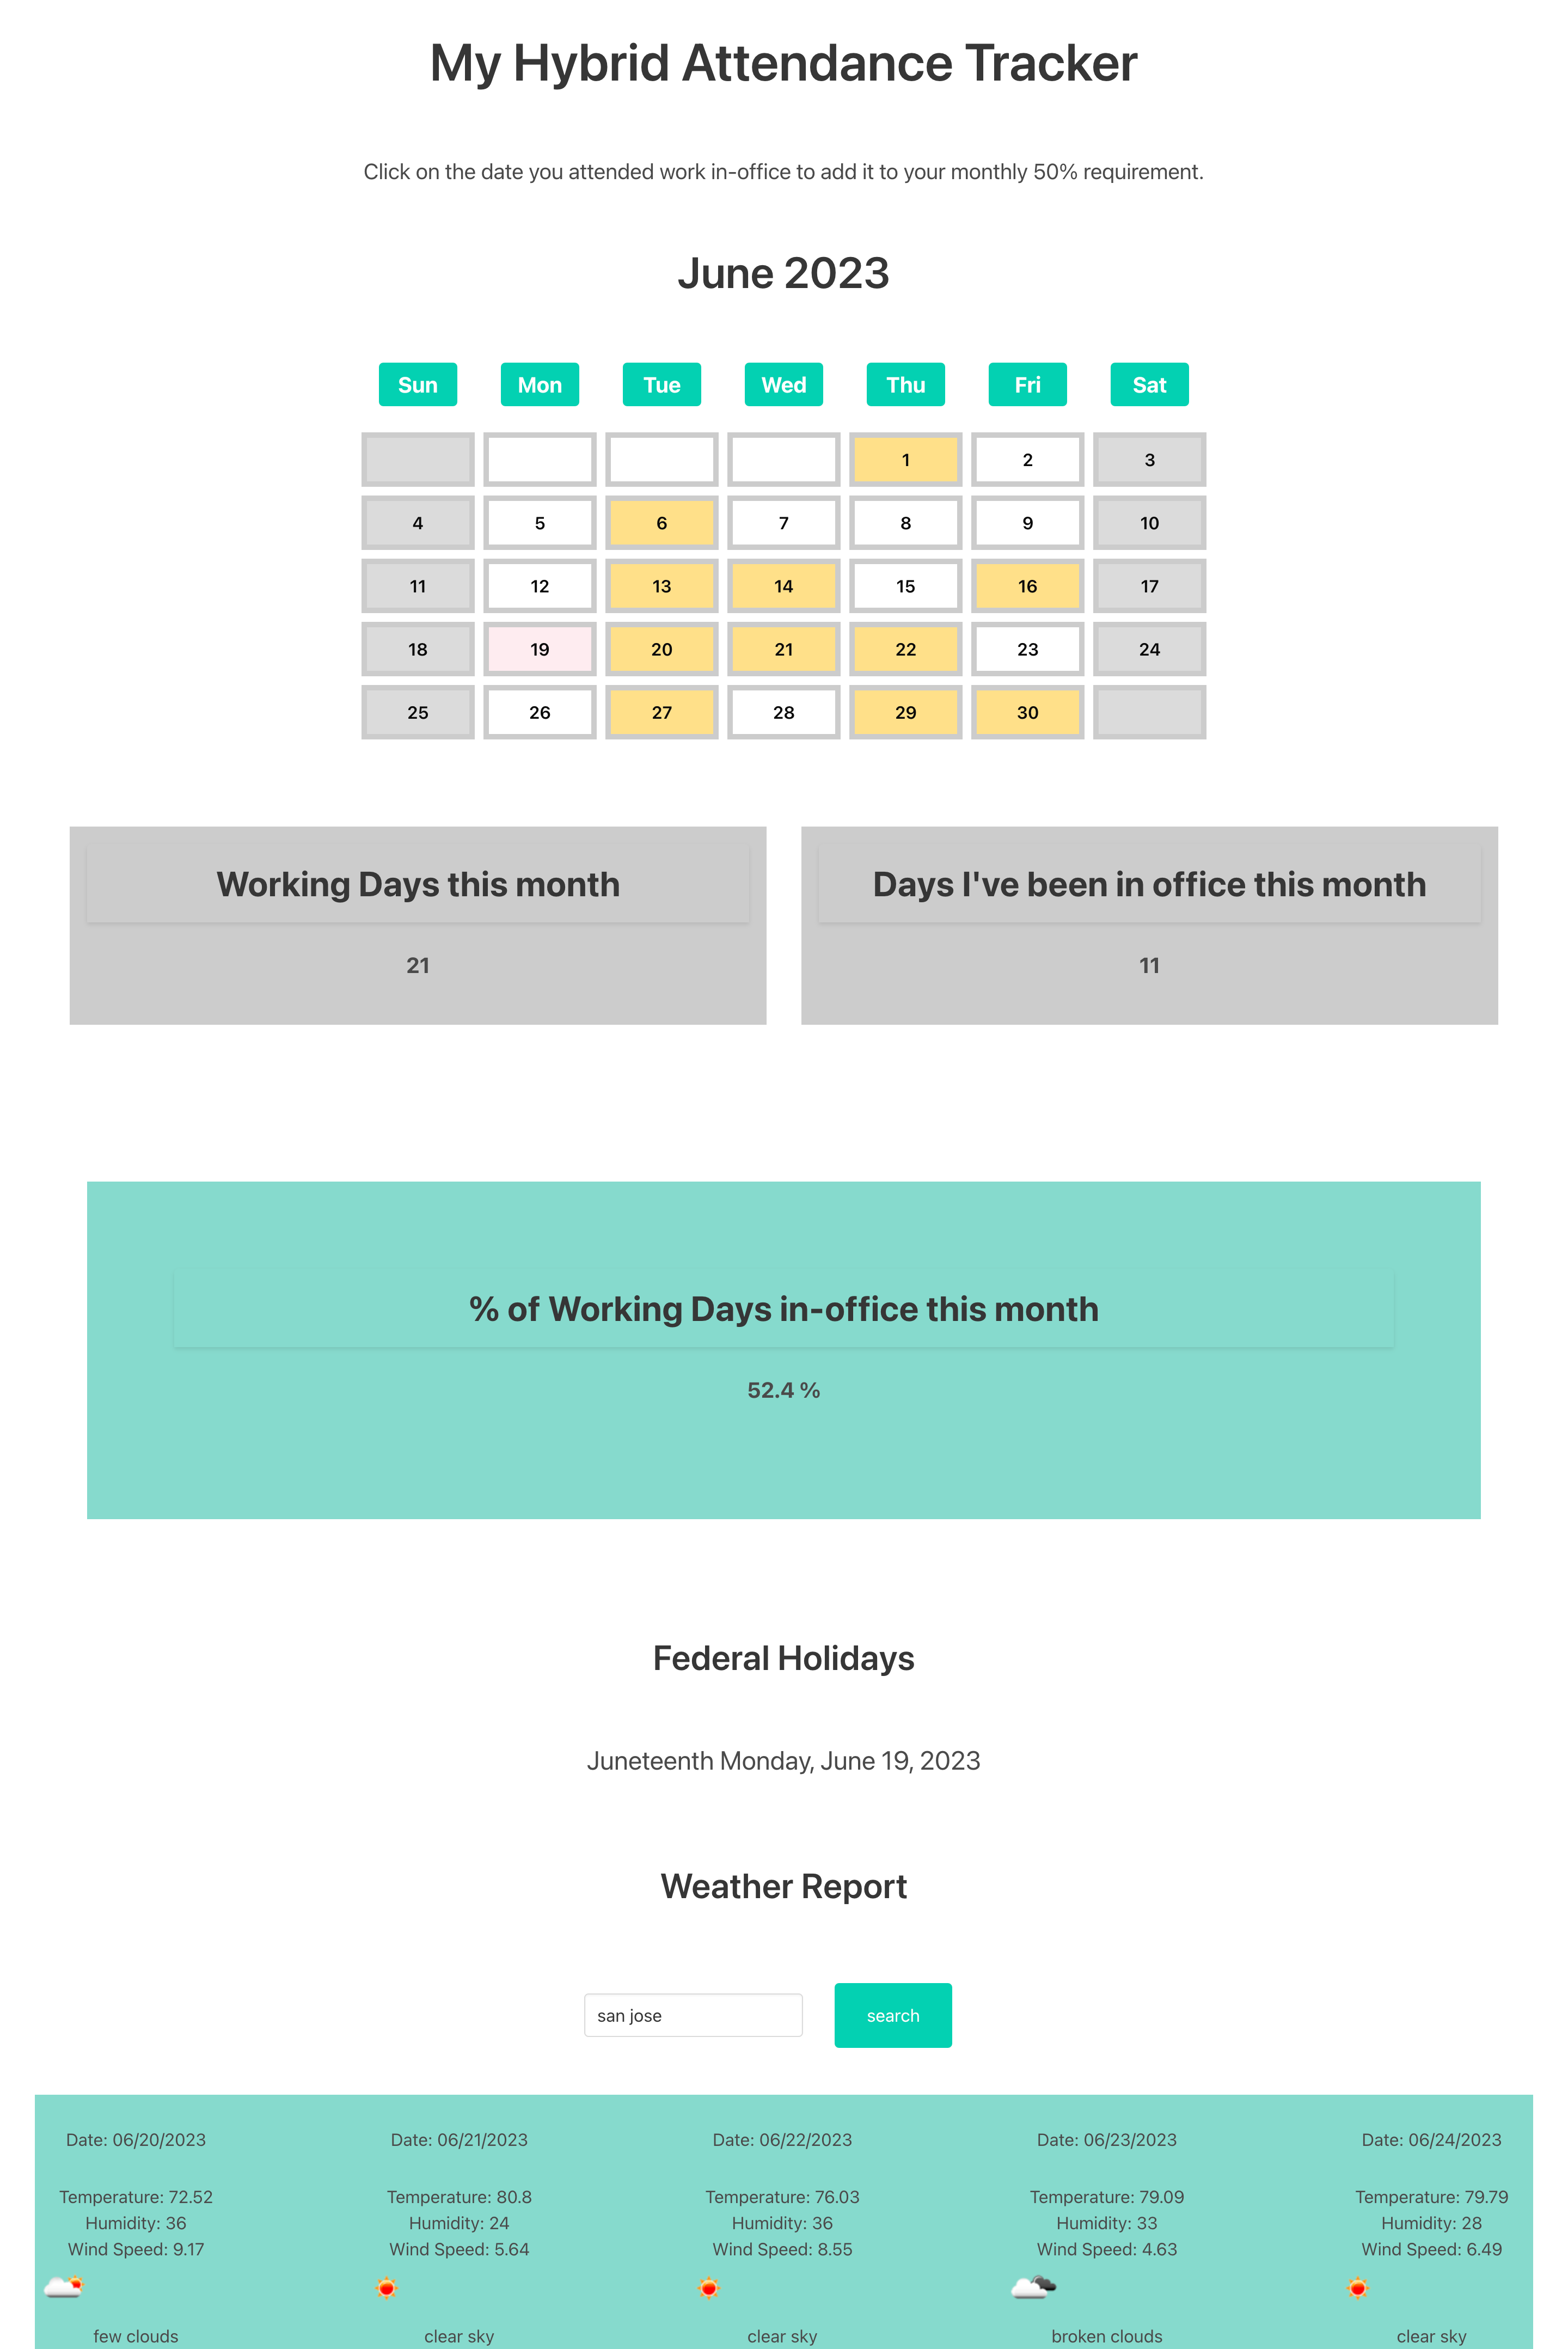 My Hybrid Attendance Tracker
Click on the date you attended work in-office to add it to your monthly 50% requirement.
June 2023
Sun Mon Tue Wed Thu Fri Sat
1 2 3
4 5 6 7 8 9 10
11 12 13 14 15 16 17
18 19 20 21 22 23 24
25 26 27 28 29 30
Working Days this month
21
Days I've been in office this month
11
% of Working Days in-office this month
52.4 %
Federal Holidays
Juneteenth Monday, June 19, 2023
Weather Report
san jose search
Date: 06/20/2023
Temperature: 72.52
Humidity: 36
Wind Speed: 9.17
few clouds
Date: 06/21/2023
Temperature: 80.8
Humidity: 24
Wind Speed: 5.64
clear sky
Date: 06/22/2023
Temperature: 76.03
Humidity: 36
Wind Speed: 8.55
clear sky
Date: 06/23/2023
Temperature: 79.09
Humidity: 33
Wind Speed: 4.63
broken clouds
Date: 06/24/2023
Temperature: 79.79
Humidity: 28
Wind Speed: 6.49
clear sky